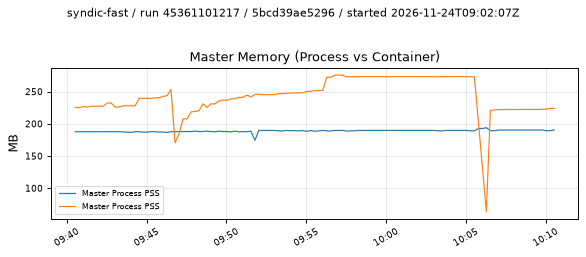 syndic-fast / run 45361101217 / 5bcd39ae5296 / started 2026-11-24T09:02:07Z
Master Memory (Process vs Container)
MB
250
200
150
100
Master Process PSS
Master Process PSS
09:40
09:45
09:50
09:55
10:00
10:05
10:10